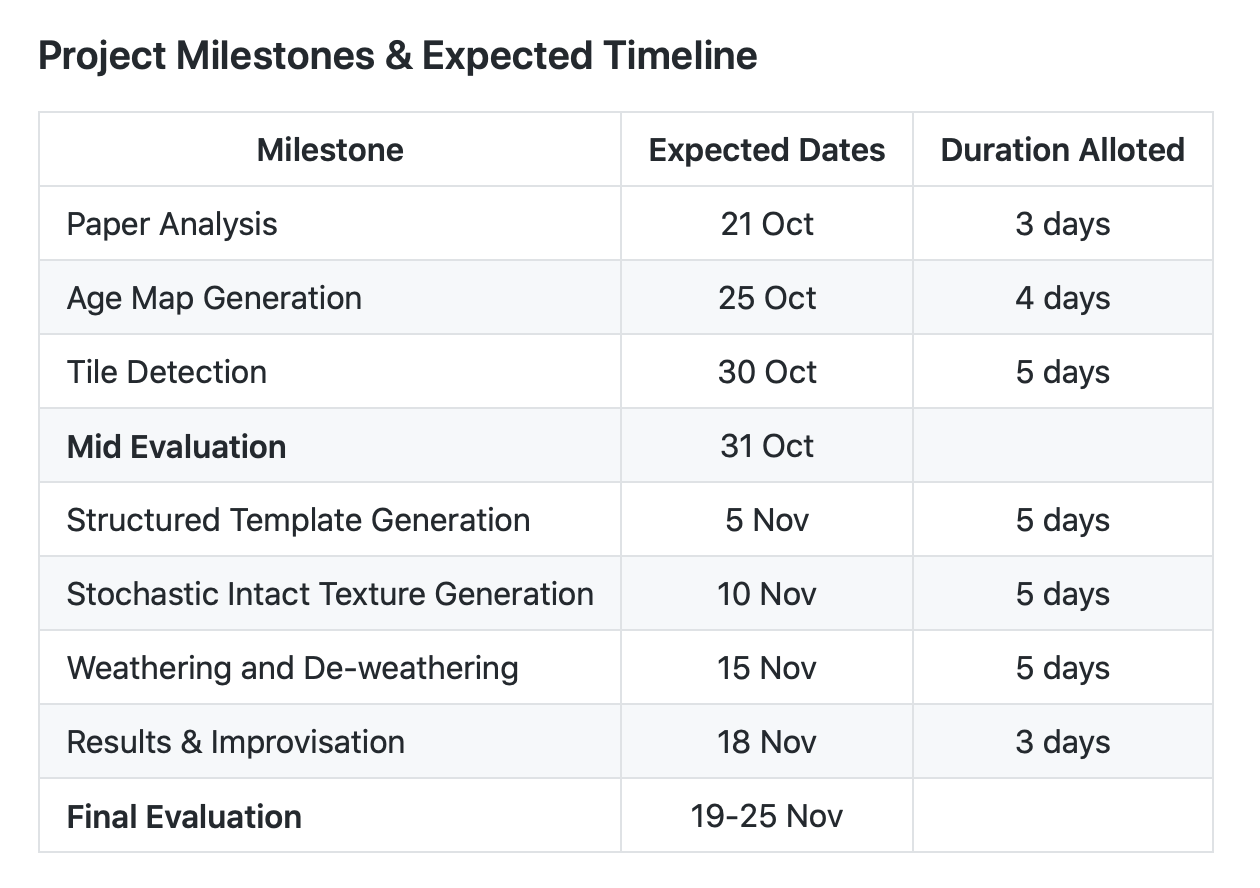 Project Milestones & Expected Timeline
Milestone Expected Dates Duration Alloted
Paper Analysis 21 Oct 3 days
Age Map Generation 25 Oct 4 days
Tile Detection 30 Oct 5 days
Mid Evaluation 31 Oct
Structured Template Generation 5 Nov 5 days
Stochastic Intact Texture Generation 10 Nov 5 days
Weathering and De-weathering 15 Nov 5 days
Results & Improvisation 18 Nov 3 days
Final Evaluation 19-25 Nov